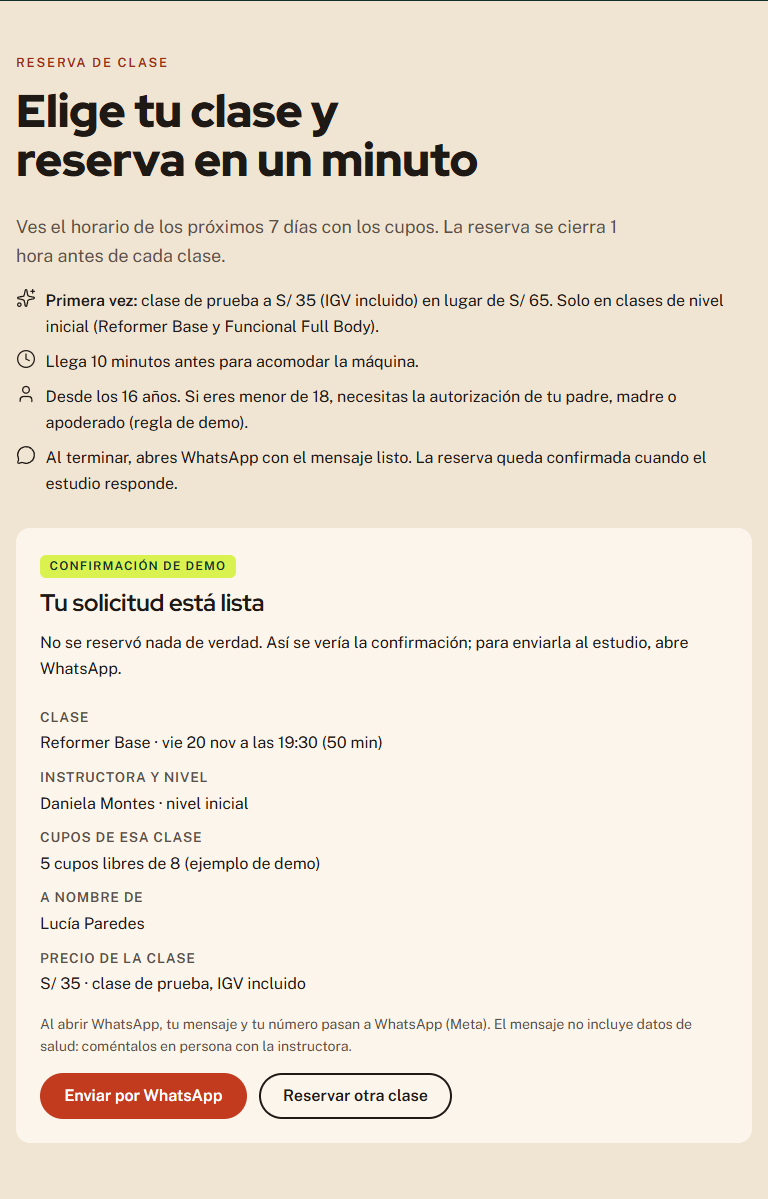 RESERVA DE CLASE
Elige tu clase y
reserva en un minuto
Ves el horario de los próximos 7 días con los cupos. La reserva se cierra 1
hora antes de cada clase.
Primera vez: clase de prueba a S/ 35 (IGV incluido) en lugar de S/ 65. Solo en clases de nivel
inicial (Reformer Base y Funcional Full Body).
Llega 10 minutos antes para acomodar la máquina.
Desde los 16 años. Si eres menor de 18, necesitas la autorización de tu padre, madre o
apoderado (regla de demo).
Al terminar, abres WhatsApp con el mensaje listo. La reserva queda confirmada cuando el
estudio responde.
CONFIRMACIÓN DE DEMO
Tu solicitud está lista
No se reservó nada de verdad. Así se vería la confirmación; para enviarla al estudio, abre
WhatsApp.
CLASE
Reformer Base · vie 20 nov a las 19:30 (50 min)
INSTRUCTORA Y NIVEL
Daniela Montes · nivel inicial
CUPOS DE ESA CLASE
5 cupos libres de 8 (ejemplo de demo)
A NOMBRE DE
Lucía Paredes
PRECIO DE LA CLASE
S/ 35 · clase de prueba, IGV incluido
Al abrir WhatsApp, tu mensaje y tu número pasan a WhatsApp (Meta). El mensaje no incluye datos de
salud: coméntalos en persona con la instructora.
Enviar por WhatsApp
Reservar otra clase